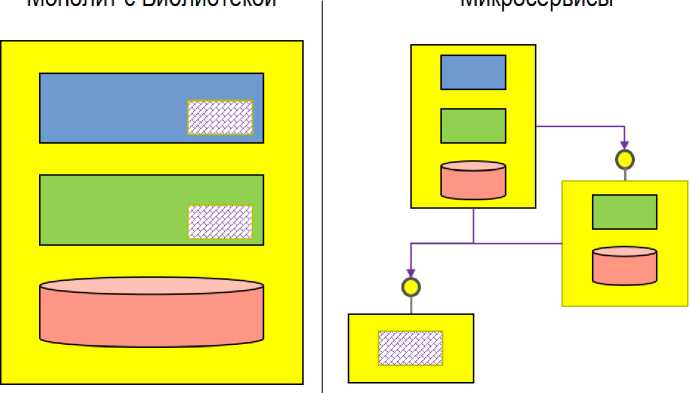 Монолит с Библиотекой
Микросервисы